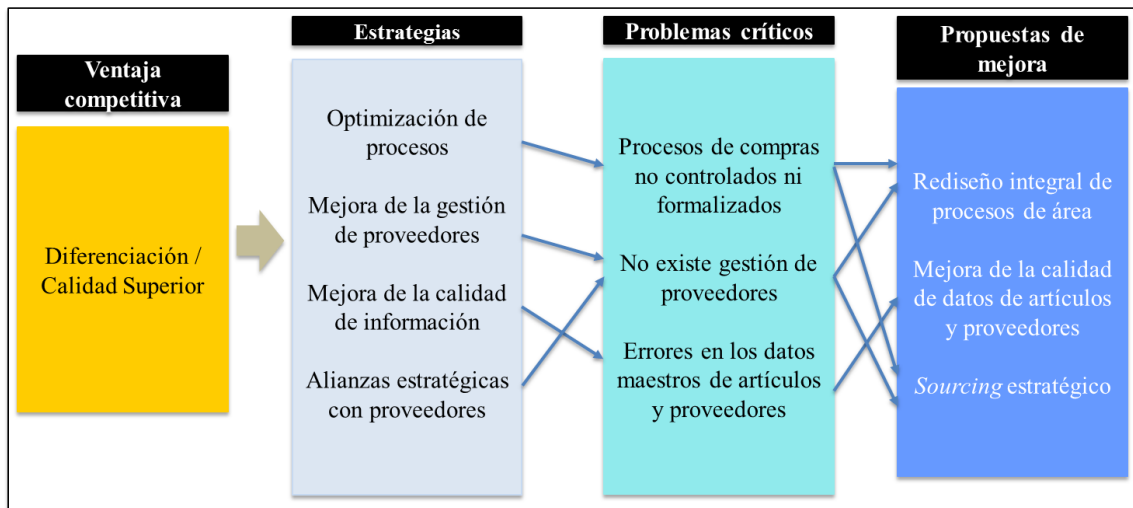 Ventaja
competitiva
Diferenciación /
Calidad Superior
Estrategias
Optimización de
procesos
Mejora de la gestión
de proveedores
Mejora de la calidad
de información
Alianzas estratégicas
con proveedores
Problemas críticos
Procesos de compras
no controlados ni
formalizados
No existe gestión de
proveedores
Errores en los datos
maestros de artículos
y proveedores
Propuestas de
mejora
Rediseño integral de
procesos de área
Mejora de la calidad
de datos de artículos
y proveedores
Sourcing estratégico